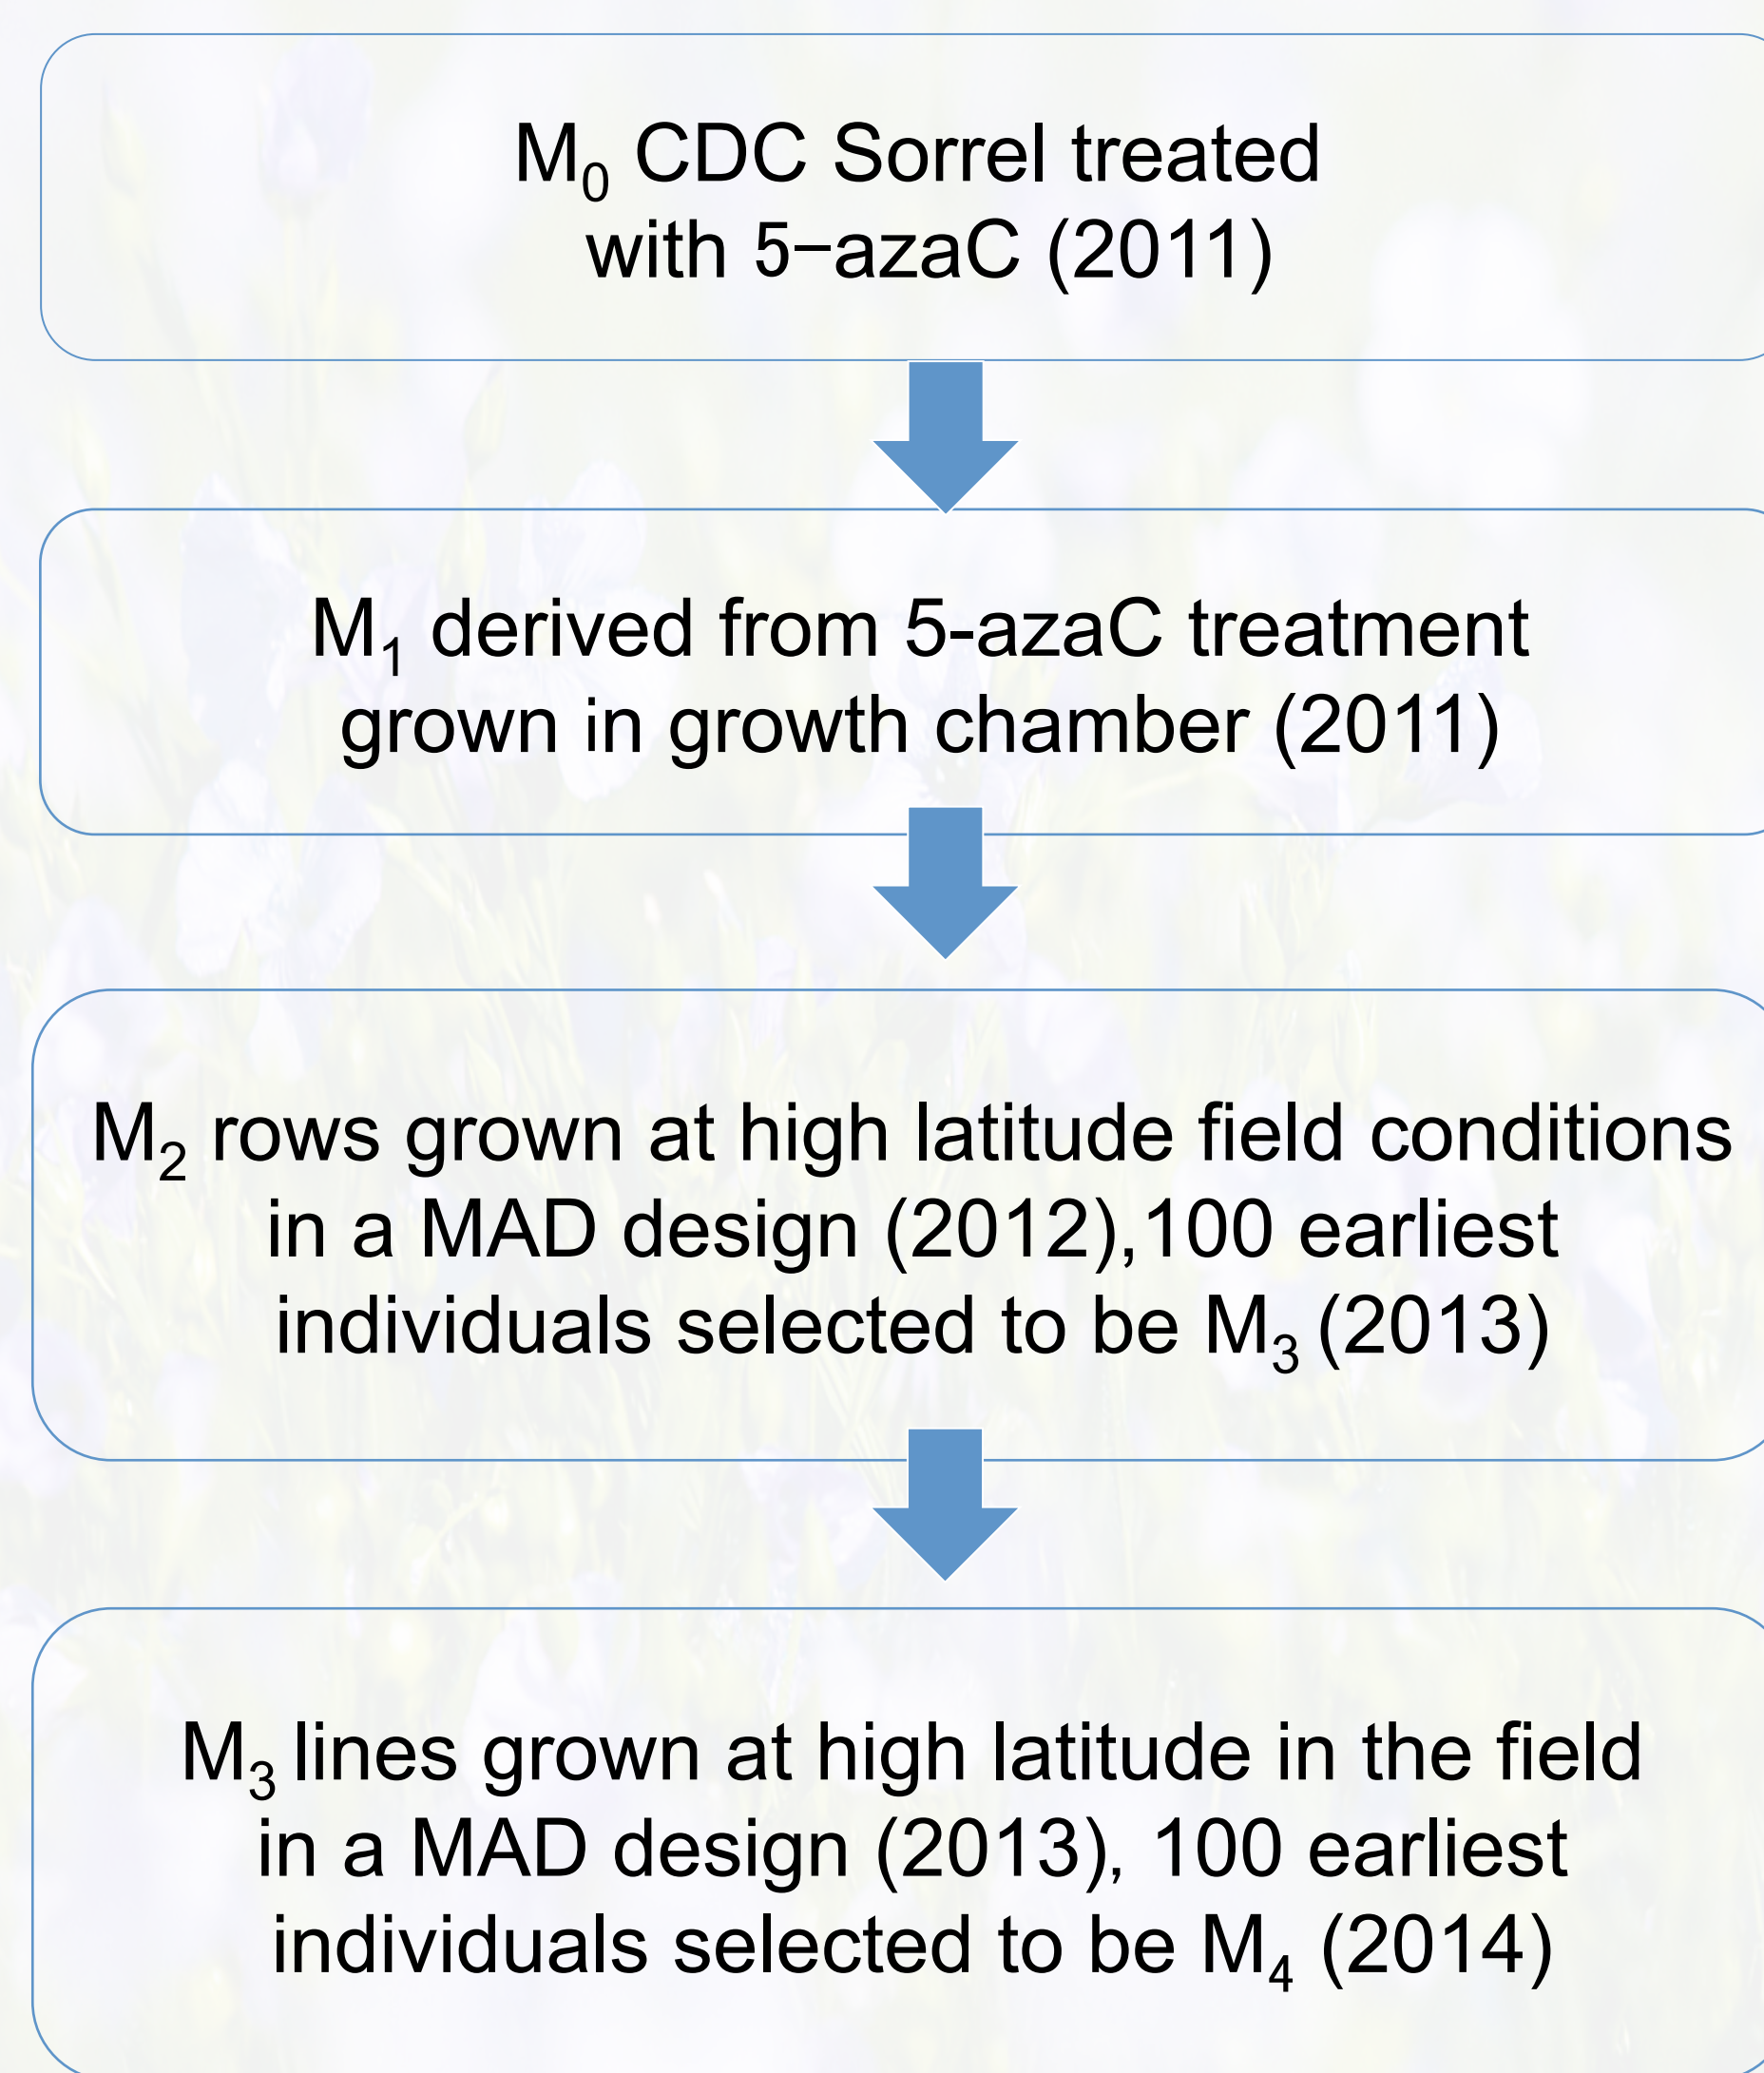 M₀ CDC Sorrel treated
with 5−azaC (2011)
M₁ derived from 5-azaC treatment
grown in growth chamber (2011)
M₂ rows grown at high latitude field conditions
in a MAD design (2012),100 earliest
individuals selected to be M₃ (2013)
M₃ lines grown at high latitude in the field
in a MAD design (2013), 100 earliest
individuals selected to be M₄ (2014)